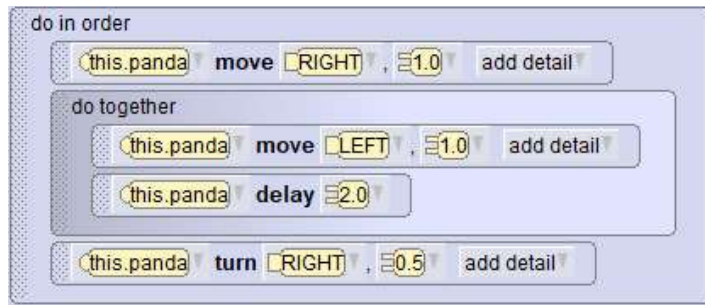 do in order
this.panda move RIGHT , 1.0 add detail
do together
this.panda move LEFT , 1.0 add detail
this.panda delay 2.0
this.panda turn RIGHT , 0.5 add detail